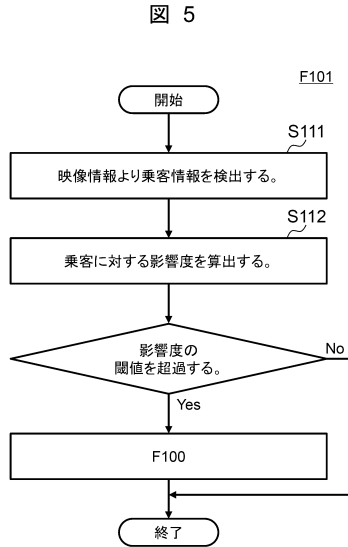 図 5
F101
開始
S111
映像情報より乗客情報を検出する。
S112
乗客に対する影響度を算出する。
影響度の
閾値を超過する。
No
Yes
F100
終了